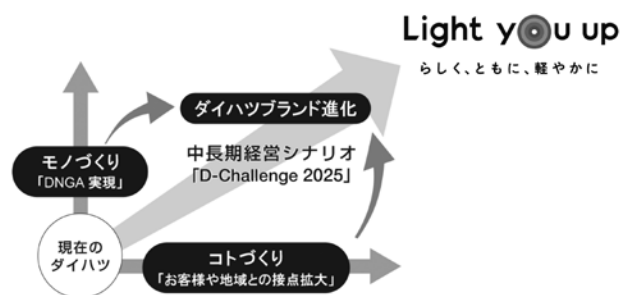 Light you up
らしく、ともに、軽やかに
ダイハツブランド進化
中長期経営シナリオ
「D-Challenge 2025」
モノづくり
「DNGA 実現」
現在の
ダイハツ
コトづくり
「お客様や地域との接点拡大」